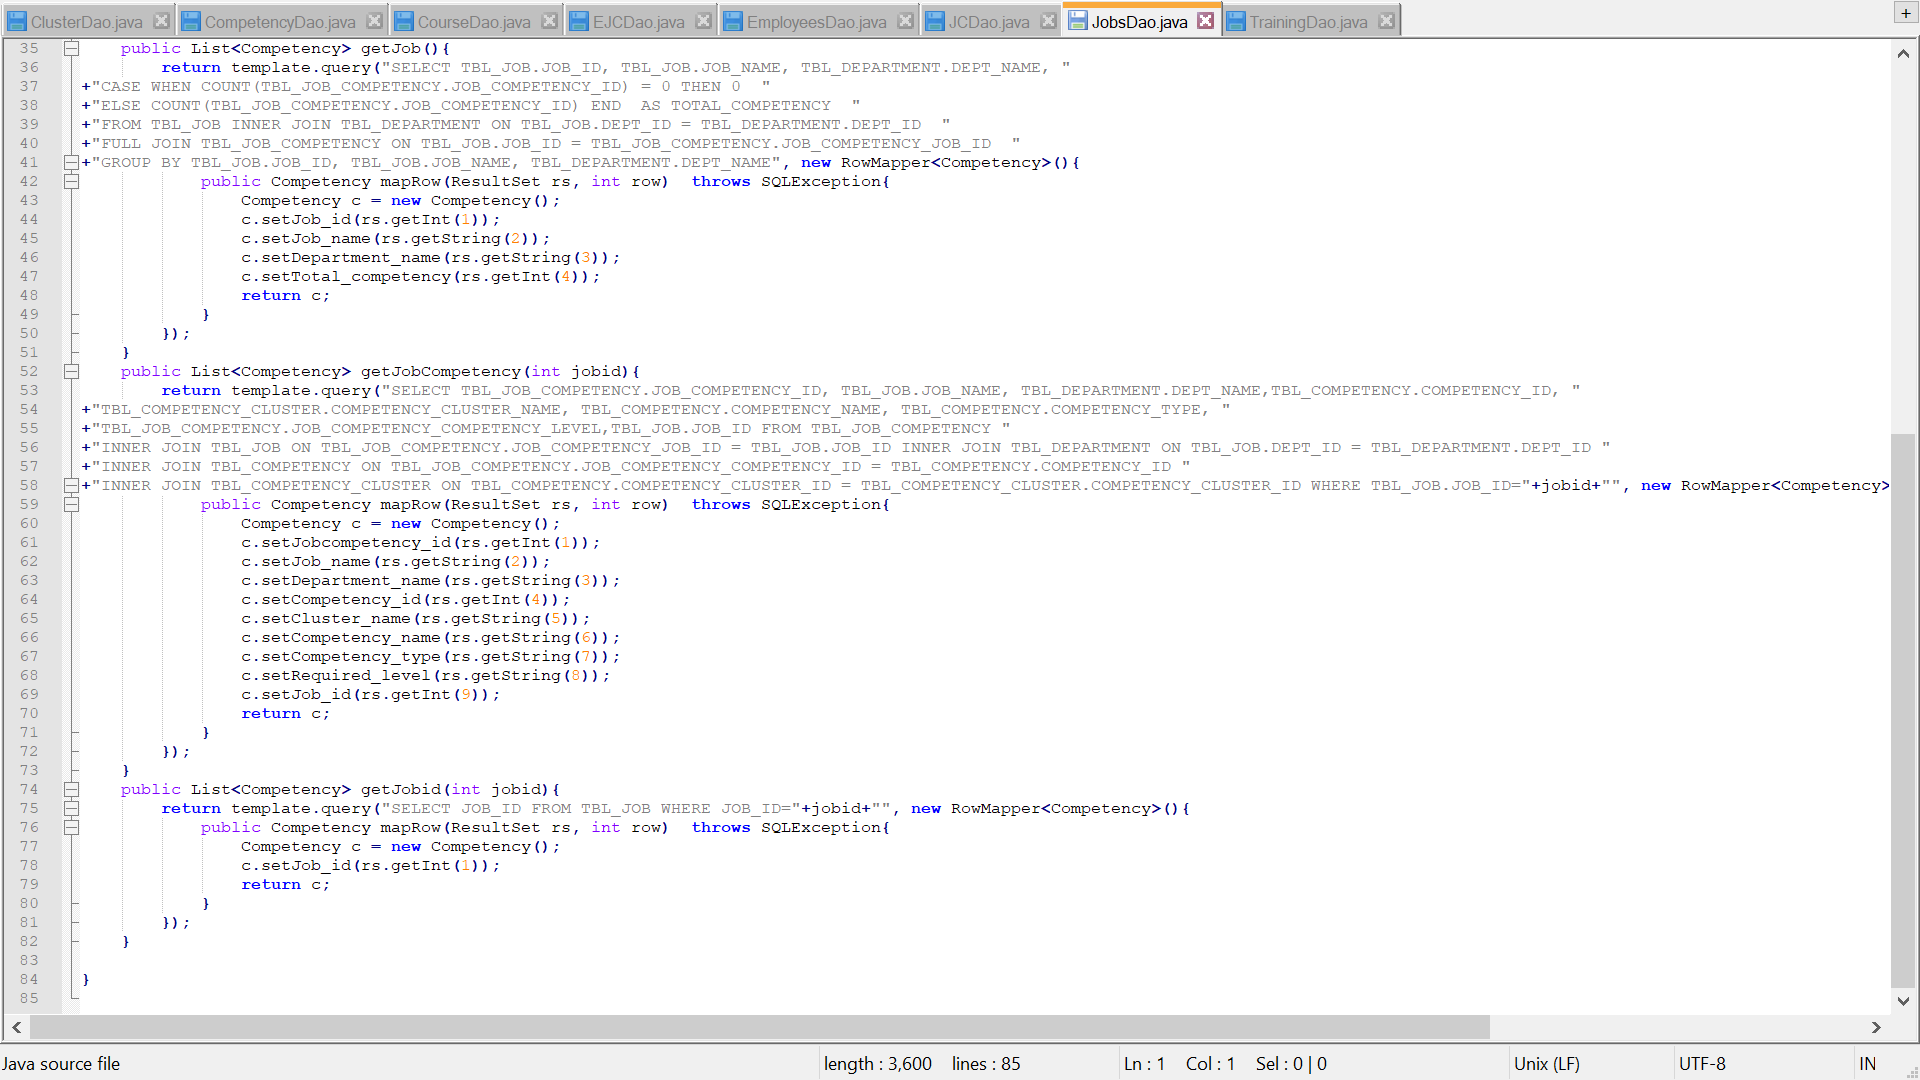 ClusterDao.java CompetencyDao.java CourseDao.java EJCDao.java EmployeesDao.java JCDao.java JobsDao.java TrainingDao.java +
35 public List<Competency> getJob(){
36 return template.query("SELECT TBL_JOB.JOB_ID, TBL_JOB.JOB_NAME, TBL_DEPARTMENT.DEPT_NAME, "
37 +"CASE WHEN COUNT(TBL_JOB_COMPETENCY.JOB_COMPETENCY_ID) = 0 THEN 0  "
38 +"ELSE COUNT(TBL_JOB_COMPETENCY.JOB_COMPETENCY_ID) END  AS TOTAL_COMPETENCY  "
39 +"FROM TBL_JOB INNER JOIN TBL_DEPARTMENT ON TBL_JOB.DEPT_ID = TBL_DEPARTMENT.DEPT_ID  "
40 +"FULL JOIN TBL_JOB_COMPETENCY ON TBL_JOB.JOB_ID = TBL_JOB_COMPETENCY.JOB_COMPETENCY_JOB_ID  "
41 +"GROUP BY TBL_JOB.JOB_ID, TBL_JOB.JOB_NAME, TBL_DEPARTMENT.DEPT_NAME", new RowMapper<Competency>(){
42 public Competency mapRow(ResultSet rs, int row)  throws SQLException{
43 Competency c = new Competency();
44 c.setJob_id(rs.getInt(1));
45 c.setJob_name(rs.getString(2));
46 c.setDepartment_name(rs.getString(3));
47 c.setTotal_competency(rs.getInt(4));
48 return c;
49 }
50 });
51 }
52 public List<Competency> getJobCompetency(int jobid){
53 return template.query("SELECT TBL_JOB_COMPETENCY.JOB_COMPETENCY_ID, TBL_JOB.JOB_NAME, TBL_DEPARTMENT.DEPT_NAME,TBL_COMPETENCY.COMPETENCY_ID, "
54 +"TBL_COMPETENCY_CLUSTER.COMPETENCY_CLUSTER_NAME, TBL_COMPETENCY.COMPETENCY_NAME, TBL_COMPETENCY.COMPETENCY_TYPE, "
55 +"TBL_JOB_COMPETENCY.JOB_COMPETENCY_COMPETENCY_LEVEL,TBL_JOB.JOB_ID FROM TBL_JOB_COMPETENCY "
56 +"INNER JOIN TBL_JOB ON TBL_JOB_COMPETENCY.JOB_COMPETENCY_JOB_ID = TBL_JOB.JOB_ID INNER JOIN TBL_DEPARTMENT ON TBL_JOB.DEPT_ID = TBL_DEPARTMENT.DEPT_ID "
57 +"INNER JOIN TBL_COMPETENCY ON TBL_JOB_COMPETENCY.JOB_COMPETENCY_COMPETENCY_ID = TBL_COMPETENCY.COMPETENCY_ID "
58 +"INNER JOIN TBL_COMPETENCY_CLUSTER ON TBL_COMPETENCY.COMPETENCY_CLUSTER_ID = TBL_COMPETENCY_CLUSTER.COMPETENCY_CLUSTER_ID WHERE TBL_JOB.JOB_ID="+jobid+"", new RowMapper<Competency>
59 public Competency mapRow(ResultSet rs, int row)  throws SQLException{
60 Competency c = new Competency();
61 c.setJobcompetency_id(rs.getInt(1));
62 c.setJob_name(rs.getString(2));
63 c.setDepartment_name(rs.getString(3));
64 c.setCompetency_id(rs.getInt(4));
65 c.setCluster_name(rs.getString(5));
66 c.setCompetency_name(rs.getString(6));
67 c.setCompetency_type(rs.getString(7));
68 c.setRequired_level(rs.getString(8));
69 c.setJob_id(rs.getInt(9));
70 return c;
71 }
72 });
73 }
74 public List<Competency> getJobid(int jobid){
75 return template.query("SELECT JOB_ID FROM TBL_JOB WHERE JOB_ID="+jobid+"", new RowMapper<Competency>(){
76 public Competency mapRow(ResultSet rs, int row)  throws SQLException{
77 Competency c = new Competency();
78 c.setJob_id(rs.getInt(1));
79 return c;
80 }
81 });
82 }
83
84 }
85
Java source file length : 3,600 lines : 85 Ln : 1 Col : 1 Sel : 0 | 0 Unix (LF) UTF-8 IN